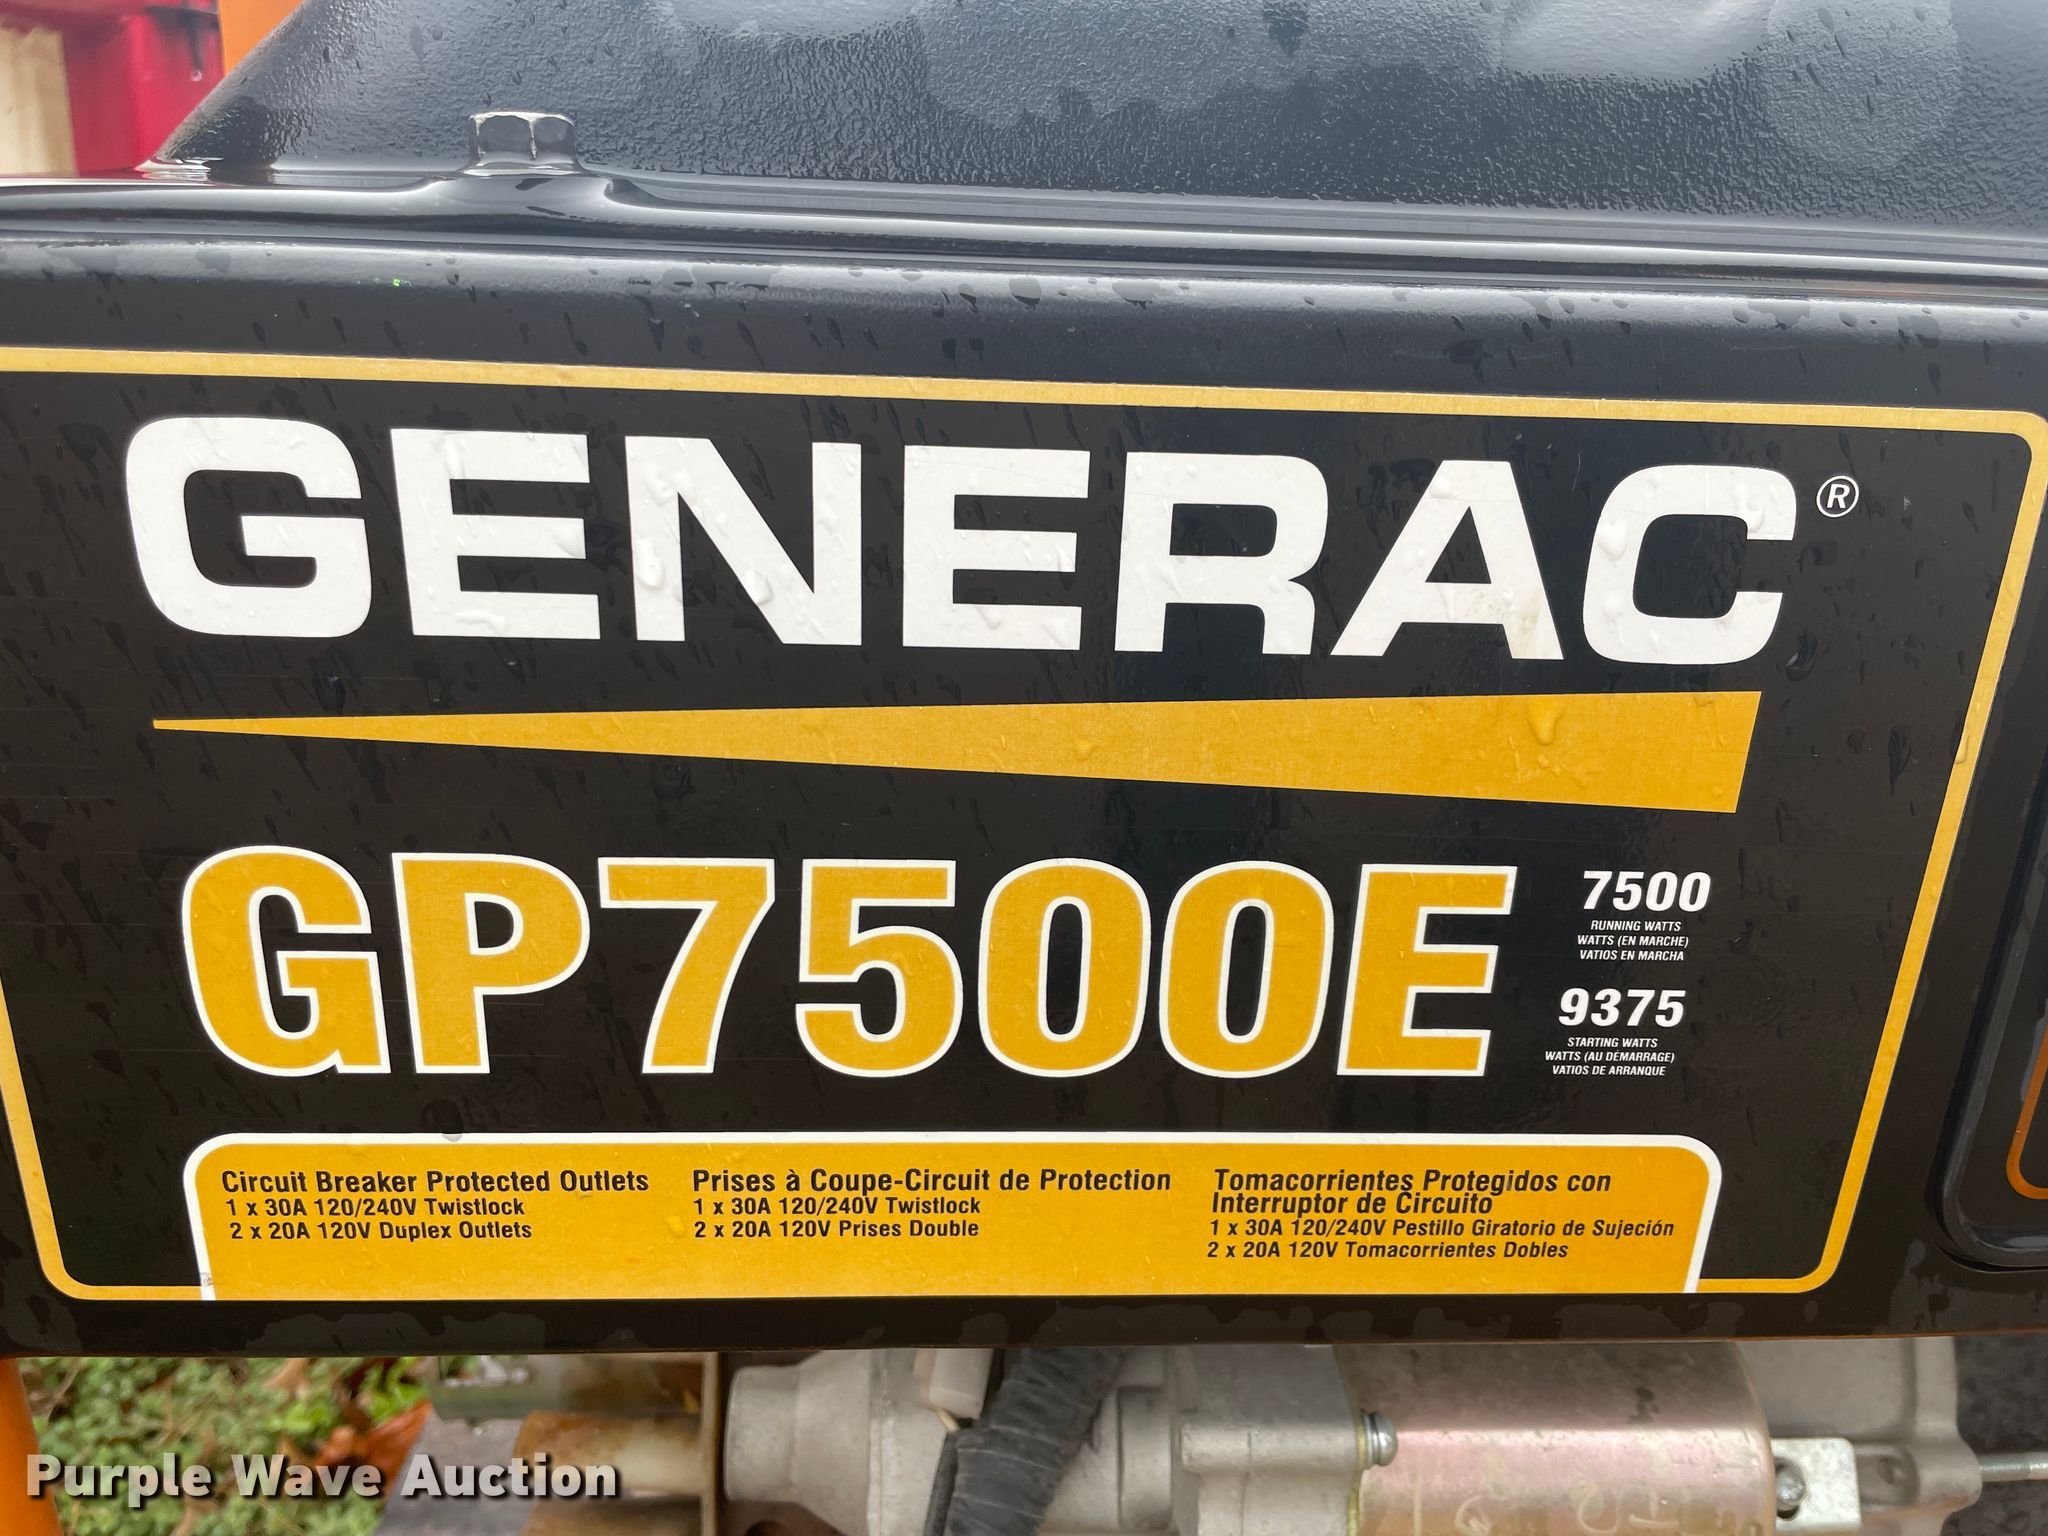 GENERAC®
GP7500E
7500
RUNNING WATTS
WATTS (EN MARCHE)
VATIOS EN MARCHA
9375
STARTING WATTS
WATTS (AU DÉMARRAGE)
VATIOS DE ARRANQUE
Circuit Breaker Protected Outlets
1 x 30A 120/240V Twistlock
2 x 20A 120V Duplex Outlets
Prises à Coupe-Circuit de Protection
1 x 30A 120/240V Twistlock
2 x 20A 120V Prises Double
Tomacorrientes Protegidos con
Interruptor de Circuito
1 x 30A 120/240V Pestillo Giratorio de Sujeción
2 x 20A 120V Tomacorrientes Dobles
Purple Wave Auction